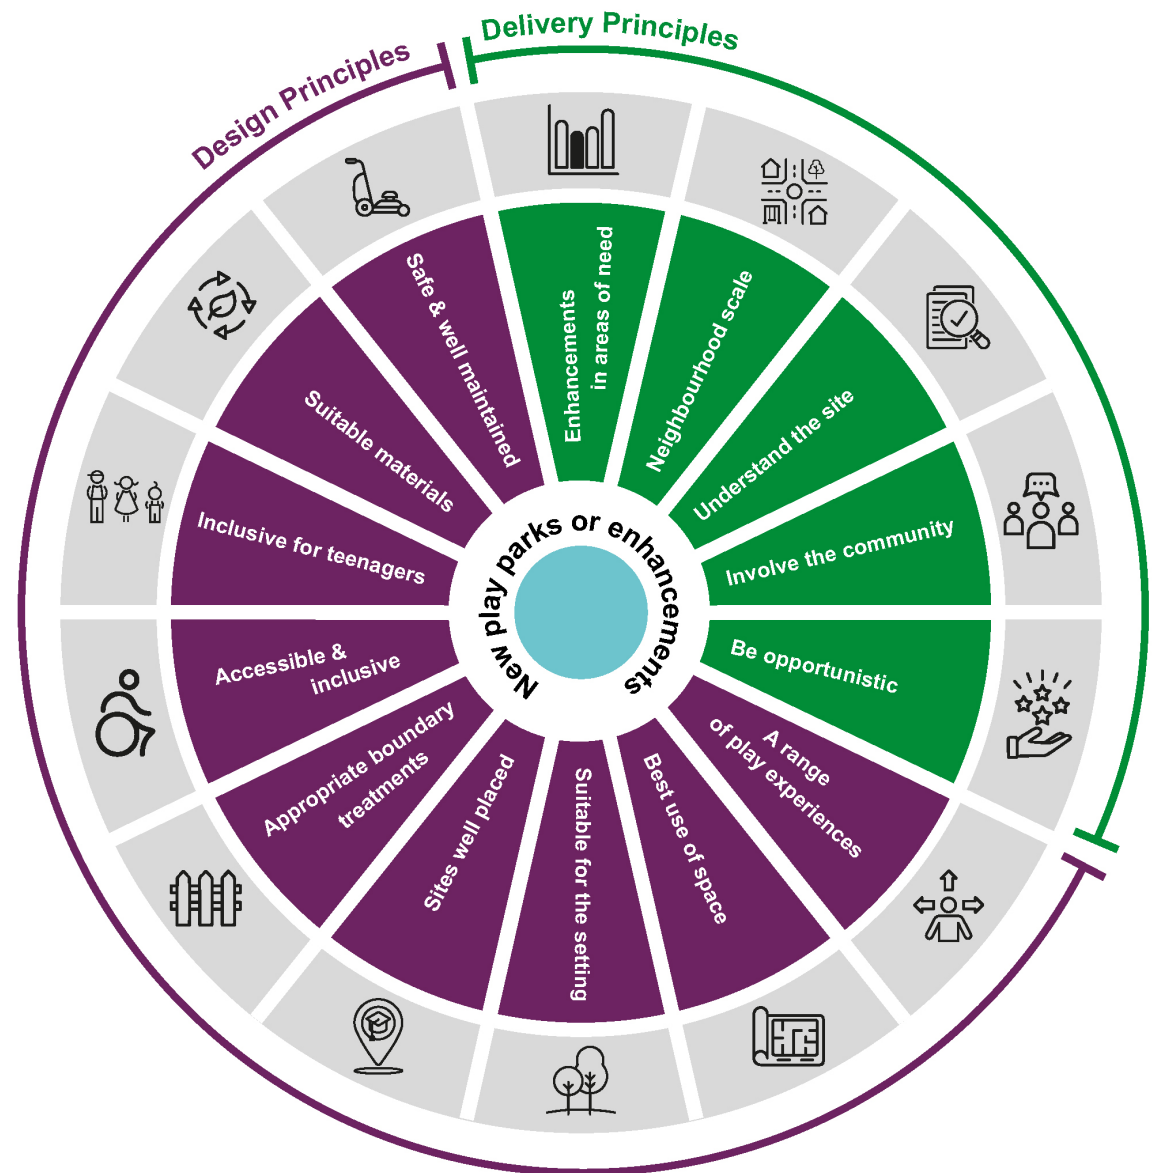 Design Principles
Delivery Principles
Enhancements
in areas of need
Neighbourhood scale
Understand the site
Involve the community
Be opportunistic
A range
of play experiences
Best use of space
Suitable for the setting
Sites well placed
Appropriate boundary
treatments
Accessible &
inclusive
Inclusive for teenagers
Suitable materials
Safe & well maintained
New play parks or enhancements